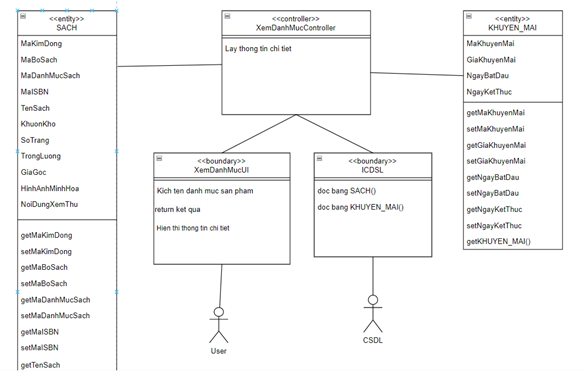 <<entity>>
SACH
MaKimDong
MaBoSach
MaDanhMucSach
MaISBN
TenSach
KhuonKho
SoTrang
TrongLuong
GiaGoc
HinhAnhMinhHoa
NoiDungXemThu
getMaKimDong
setMaKimDong
getMaBoSach
setMaBoSach
getMaDanhMucSach
setMaDanhMucSach
getMaISBN
setMaISBN
getTenSach
<<controller>>
XemDanhMucController
Lay thong tin chi tiet
<<entity>>
KHUYEN_MAI
MaKhuyenMai
GiaKhuyenMai
NgayBatDau
NgayKetThuc
getMaKhuyenMai
setMaKhuyenMai
getGiaKhuyenMai
setGiaKhuyenMai
getNgayBatDau
setNgayBatDau
getNgayKetThuc
setNgayKetThuc
getKHUYEN_MAI()
<<boundary>>
XemDanhMucUI
Kich ten danh muc san pham
return ket qua
Hien thi thong tin chi tiet
<<boundary>>
ICDSL
doc bang SACH()
doc bang KHUYEN_MAI()
User
CSDL